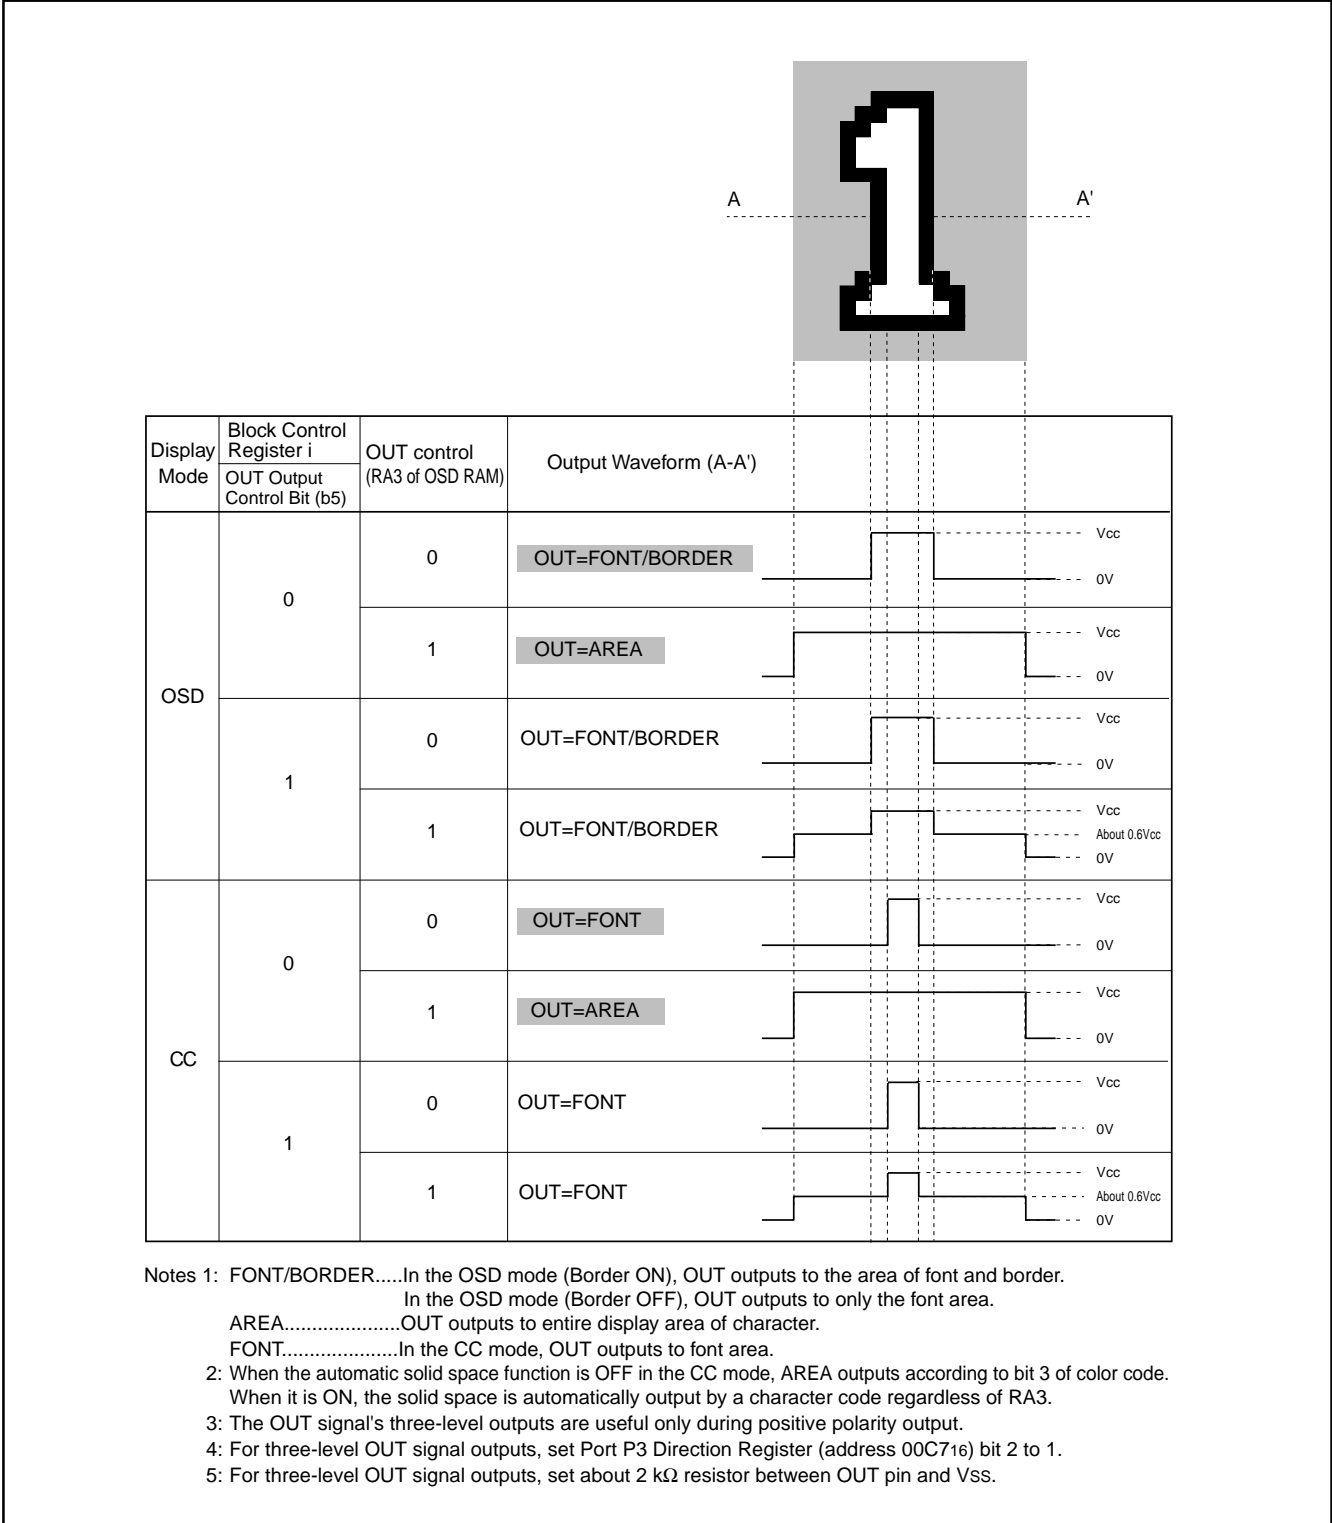 A A'
Display Mode
Block Control Register i
OUT Output Control Bit (b5)
OUT control (RA3 of OSD RAM)
Output Waveform (A-A')
OSD
0
0
OUT=FONT/BORDER
Vcc
0V
1
OUT=AREA
Vcc
0V
1
0
OUT=FONT/BORDER
Vcc
0V
1
OUT=FONT/BORDER
Vcc
About 0.6Vcc
0V
CC
0
0
OUT=FONT
Vcc
0V
1
OUT=AREA
Vcc
0V
1
0
OUT=FONT
Vcc
0V
1
OUT=FONT
Vcc
About 0.6Vcc
0V
Notes 1: FONT/BORDER.....In the OSD mode (Border ON), OUT outputs to the area of font and border.
In the OSD mode (Border OFF), OUT outputs to only the font area.
AREA.....................OUT outputs to entire display area of character.
FONT.....................In the CC mode, OUT outputs to font area.
2: When the automatic solid space function is OFF in the CC mode, AREA outputs according to bit 3 of color code.
When it is ON, the solid space is automatically output by a character code regardless of RA3.
3: The OUT signal's three-level outputs are useful only during positive polarity output.
4: For three-level OUT signal outputs, set Port P3 Direction Register (address 00C716) bit 2 to 1.
5: For three-level OUT signal outputs, set about 2 kΩ resistor between OUT pin and VSS.